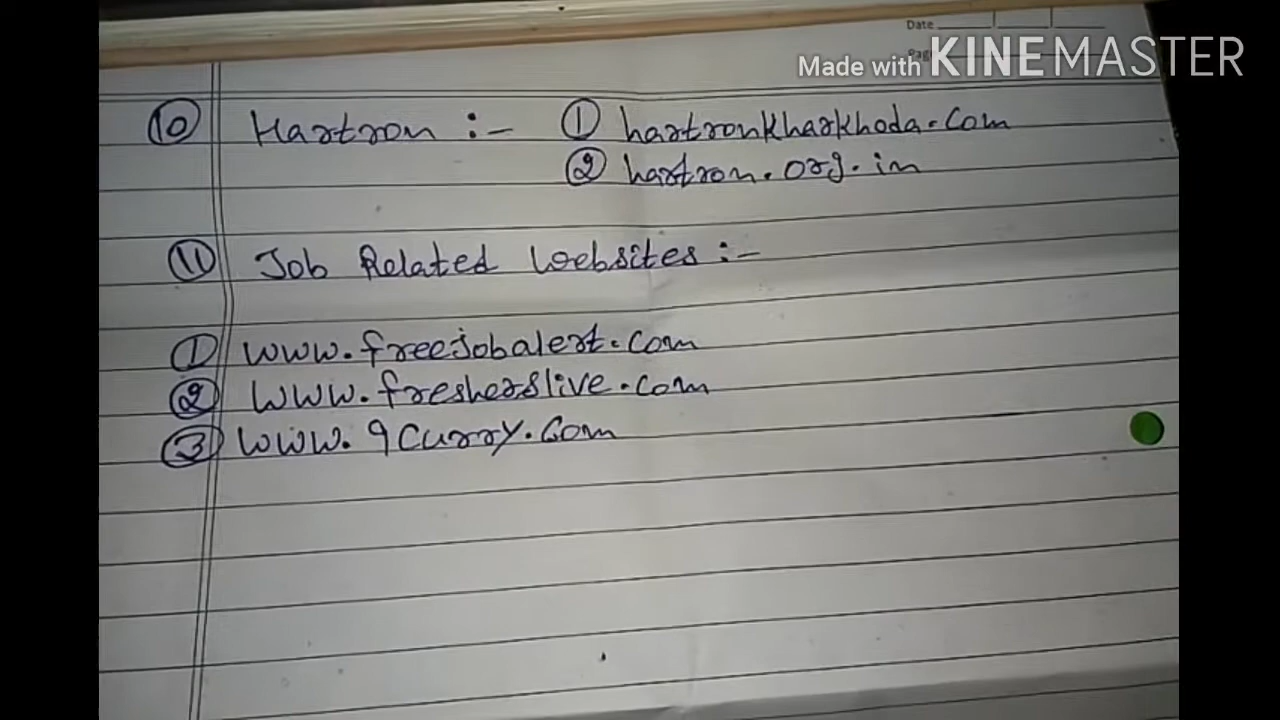 Date
Page
Made with KINEMASTER
10 Hartron :- 1 hartronkharkhoda.com
2 hartron.org.in
11 Job Related Websites :-
1 www.freejobalert.com
2 www.fresherslive.com
3 www.9curry.com